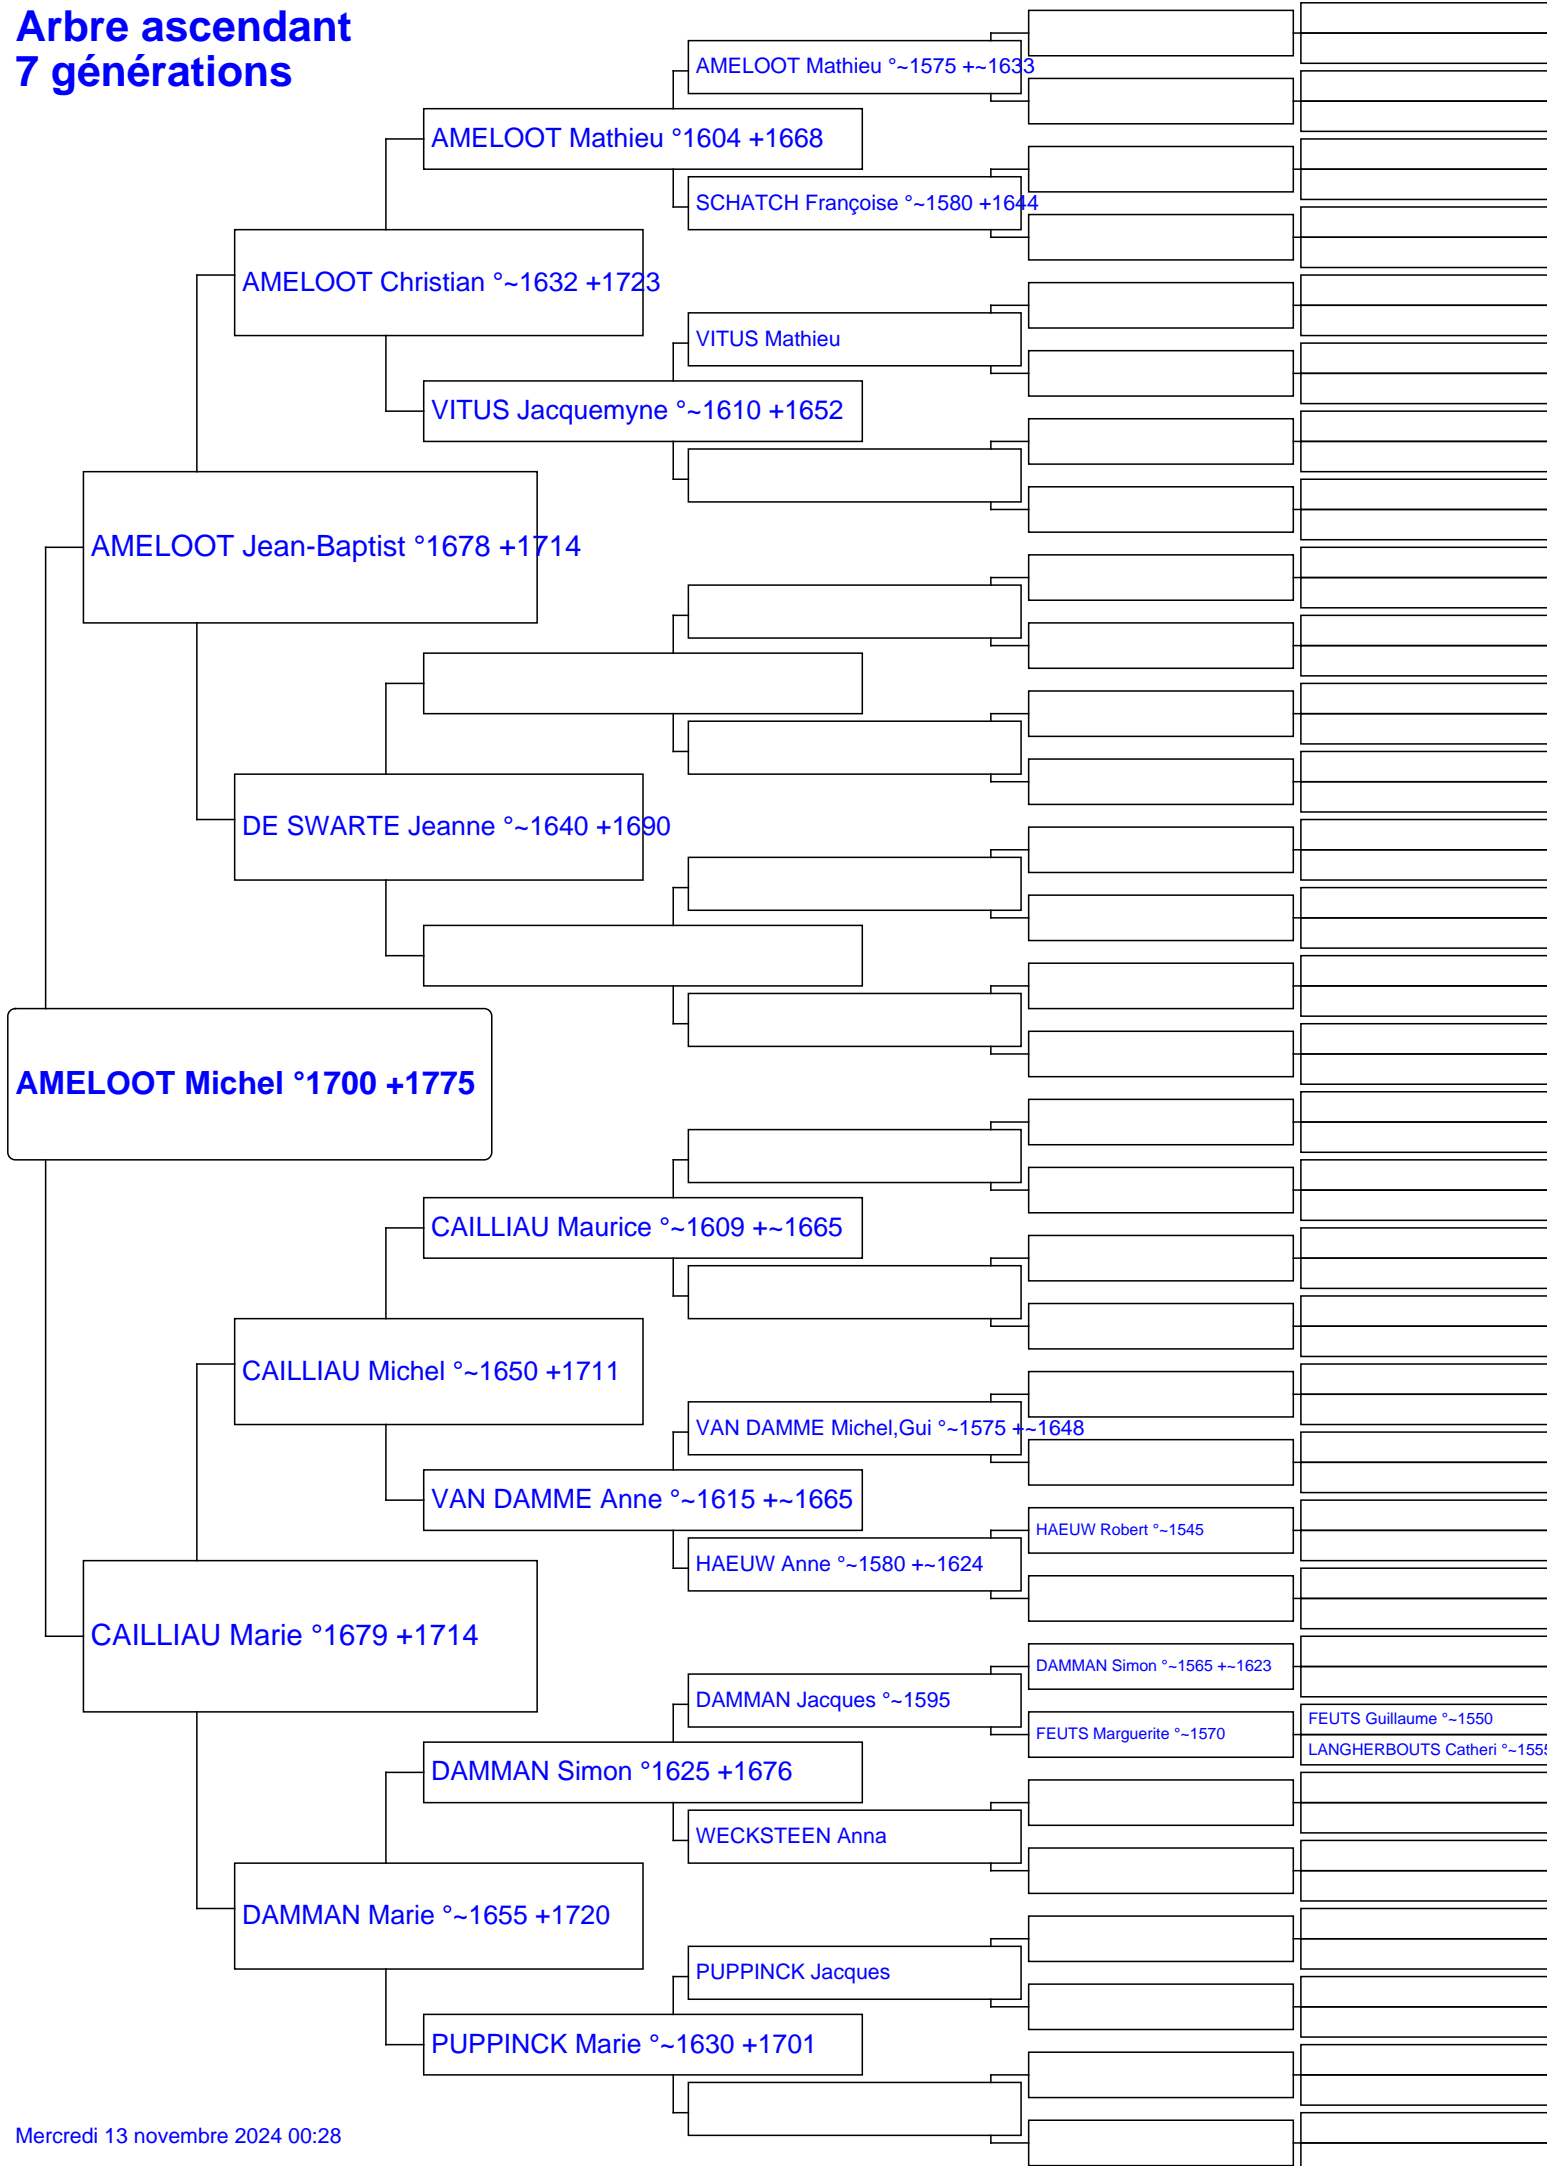 Arbre ascendant
7 générations
AMELOOT Mathieu °~1575 +~1633
AMELOOT Mathieu °1604 +1668
SCHATCH Françoise °~1580 +1644
AMELOOT Christian °~1632 +1723
VITUS Mathieu
VITUS Jacquemyne °~1610 +1652
AMELOOT Jean-Baptist °1678 +1714
DE SWARTE Jeanne °~1640 +1690
AMELOOT Michel °1700 +1775
CAILLIAU Maurice °~1609 +~1665
CAILLIAU Michel °~1650 +1711
VAN DAMME Michel,Gui °~1575 +~1648
VAN DAMME Anne °~1615 +~1665
HAEUW Robert °~1545
HAEUW Anne °~1580 +~1624
CAILLIAU Marie °1679 +1714
DAMMAN Simon °~1565 +~1623
DAMMAN Jacques °~1595
FEUTS Guillaume °~1550
FEUTS Marguerite °~1570
LANGHERBOUTS Catheri °~1555
DAMMAN Simon °1625 +1676
WECKSTEEN Anna
DAMMAN Marie °~1655 +1720
PUPPINCK Jacques
PUPPINCK Marie °~1630 +1701
Mercredi 13 novembre 2024 00:28